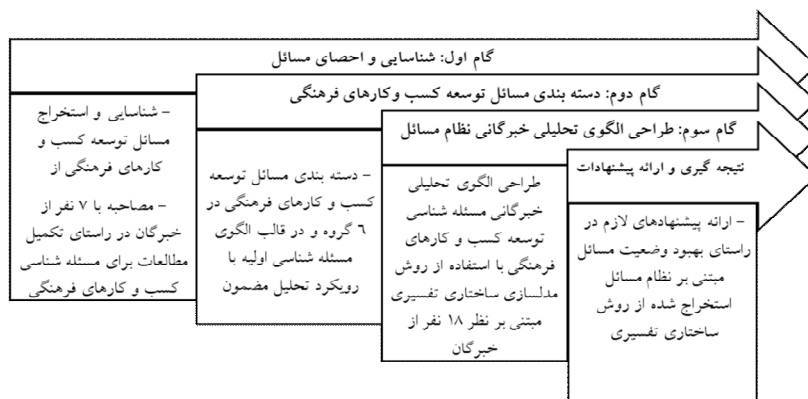 گام اول: شناسایی و احصای مسائل
گام دوم: دسته بندی مسائل توسعه کسب وکارهای فرهنگی
گام سوم: طراحی الگوی تحلیلی خبرگانی نظام مسائل
نتیجه گیری و ارائه پیشنهادات
- شناسایی و استخراج
مسائل توسعه کسب و
کارهای فرهنگی از
- مصاحبه با ۷ نفر از
خبرگان در راستای تکمیل
مطالعات برای مسئله شناسی
کسب و کارهای فرهنگی
- دسته بندی مسائل توسعه
کسب و کارهای فرهنگی در
۶ گروه و در قالب الگوی
مسئله شناسی اولیه با
رویکرد تحلیل مضمون
طراحی الگوی تحلیلی
خبرگانی مسئله شناسی
توسعه کسب و کارهای
فرهنگی با استفاده از روش
مدلسازی ساختاری تفسیری
مبتنی بر نظر ۱۸ نفر از
خبرگان
- ارائه پیشنهادهای لازم در
راستای بهبود وضعیت مسائل
مبتنی بر نظام مسائل
استخراج شده از روش
ساختاری تفسیری